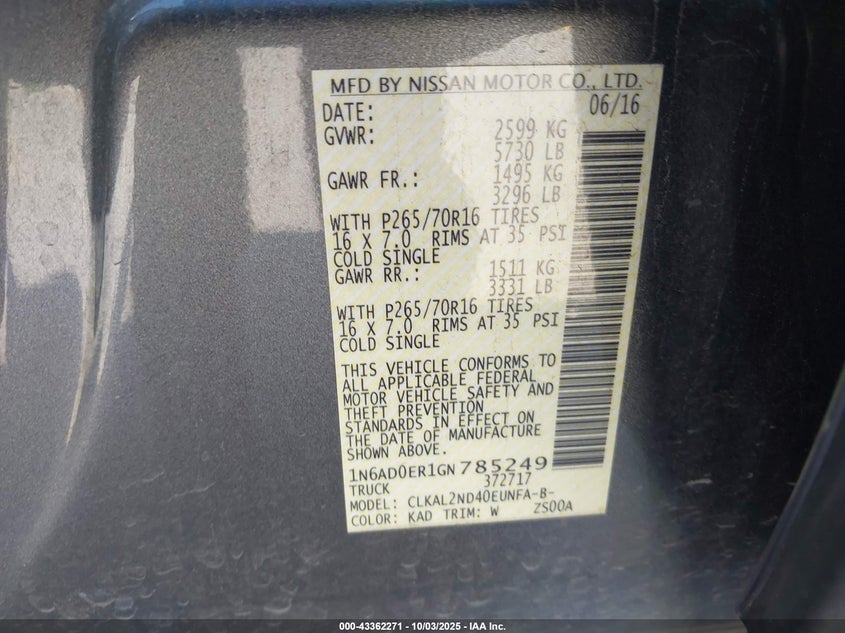 MFD BY NISSAN MOTOR CO., LTD.
DATE: 06/16
GVWR: 2599 KG
5730 LB
GAWR FR.: 1495 KG
3296 LB
WITH P265/70R16 TIRES
16 X 7.0 RIMS AT 35 PSI
COLD SINGLE
GAWR RR.: 1511 KG
3331 LB
WITH P265/70R16 TIRES
16 X 7.0 RIMS AT 35 PSI
COLD SINGLE
THIS VEHICLE CONFORMS TO
ALL APPLICABLE FEDERAL
MOTOR VEHICLE SAFETY AND
THEFT PREVENTION
STANDARDS IN EFFECT ON
THE DATE OF MANUFACTURE
SHOWN ABOVE.
1N6AD0ER1GN785249
TRUCK 372717
MODEL: CLKAL2ND40EUNFA-B-
COLOR: KAD TRIM: W ZS00A
000-43362271 - 10/03/2025 - IAA Inc.